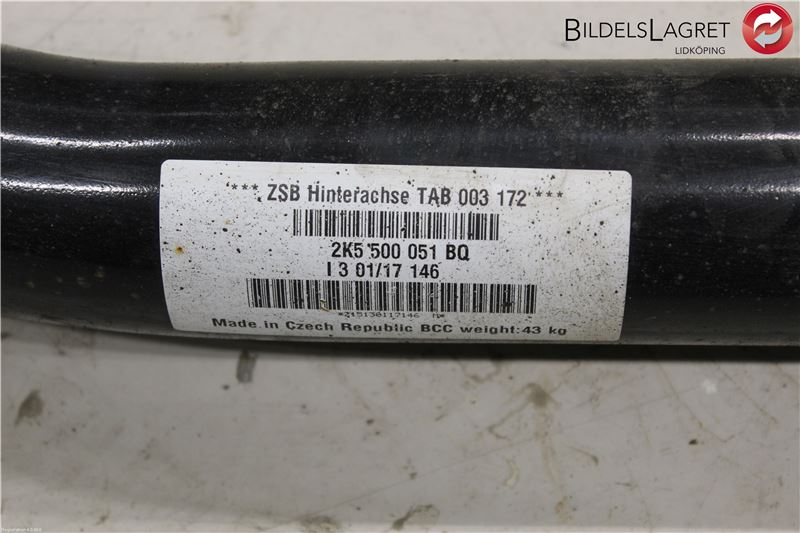 BILDELSLAGRET
LIDKÖPING
*** ZSB Hinterachse TAB 003 172 ***
2K5 500 051 BQ
I 3 01/17 146
Made in Czech Republic BCC weight:43 kg